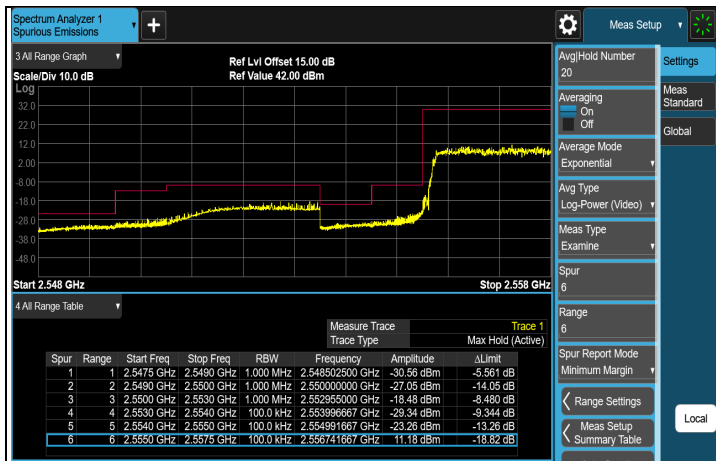 Spectrum Analyzer 1
Spurious Emissions
Meas Setup
3 All Range Graph
Ref Lvl Offset 15.00 dB
Scale/Div 10.0 dB
Ref Value 42.00 dBm
Log
32.0
22.0
12.0
2.00
-8.00
-18.0
-28.0
-38.0
-48.0
Start 2.548 GHz
Stop 2.558 GHz
4 All Range Table
Measure Trace Trace 1
Trace Type Max Hold (Active)
Spur Range Start Freq Stop Freq RBW Frequency Amplitude ΔLimit
1 1 2.5475 GHz 2.5490 GHz 1.000 MHz 2.548502500 GHz -30.56 dBm -5.561 dB
2 2 2.5490 GHz 2.5500 GHz 1.000 MHz 2.550000000 GHz -27.05 dBm -14.05 dB
3 3 2.5500 GHz 2.5530 GHz 1.000 MHz 2.552955000 GHz -18.48 dBm -8.480 dB
4 4 2.5530 GHz 2.5540 GHz 100.0 kHz 2.553996667 GHz -29.34 dBm -9.344 dB
5 5 2.5540 GHz 2.5550 GHz 100.0 kHz 2.554991667 GHz -23.26 dBm -13.26 dB
6 6 2.5550 GHz 2.5575 GHz 100.0 kHz 2.556741667 GHz 11.18 dBm -18.82 dB
Avg|Hold Number
20
Averaging
On
Off
Average Mode
Exponential
Avg Type
Log-Power (Video)
Meas Type
Examine
Spur
6
Range
6
Spur Report Mode
Minimum Margin
Range Settings
Meas Setup
Summary Table
Settings
Meas
Standard
Global
Local